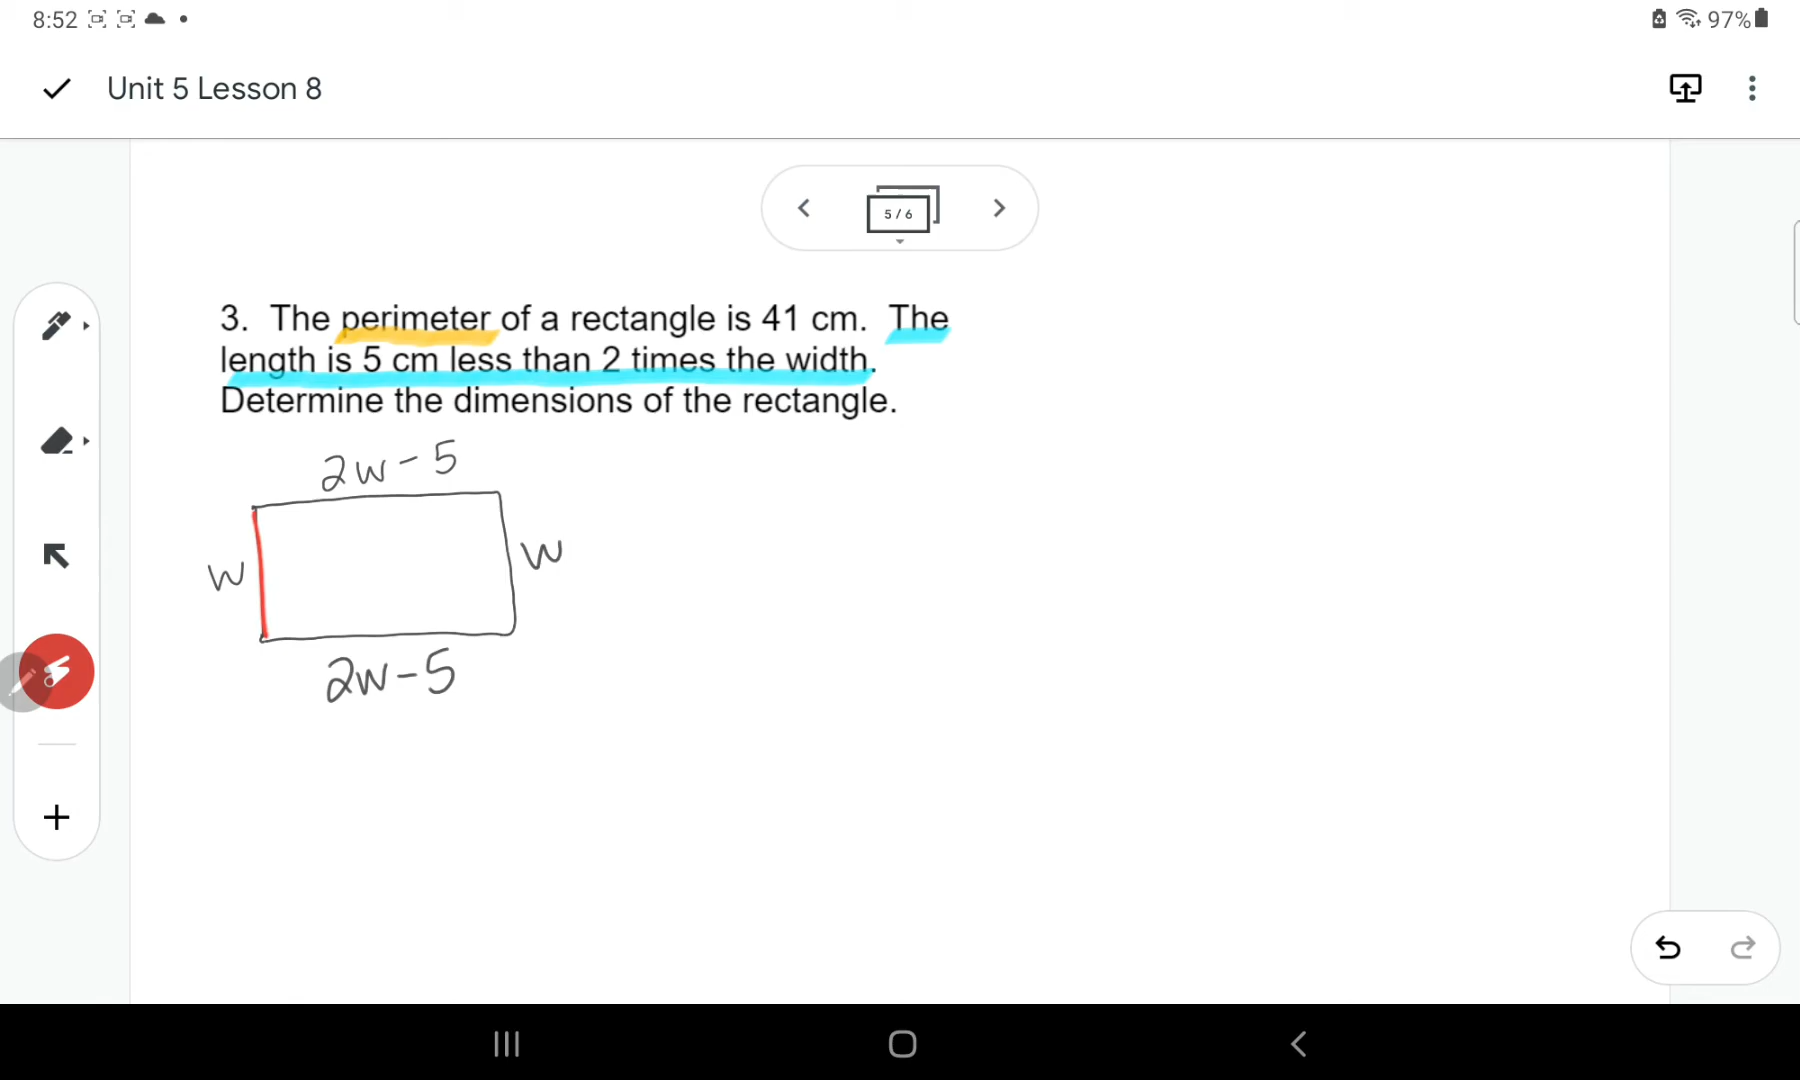 8:52
97%
Unit 5 Lesson 8
5 / 6
3. The perimeter of a rectangle is 41 cm. The
length is 5 cm less than 2 times the width.
Determine the dimensions of the rectangle.
2w - 5
w
w
2w - 5